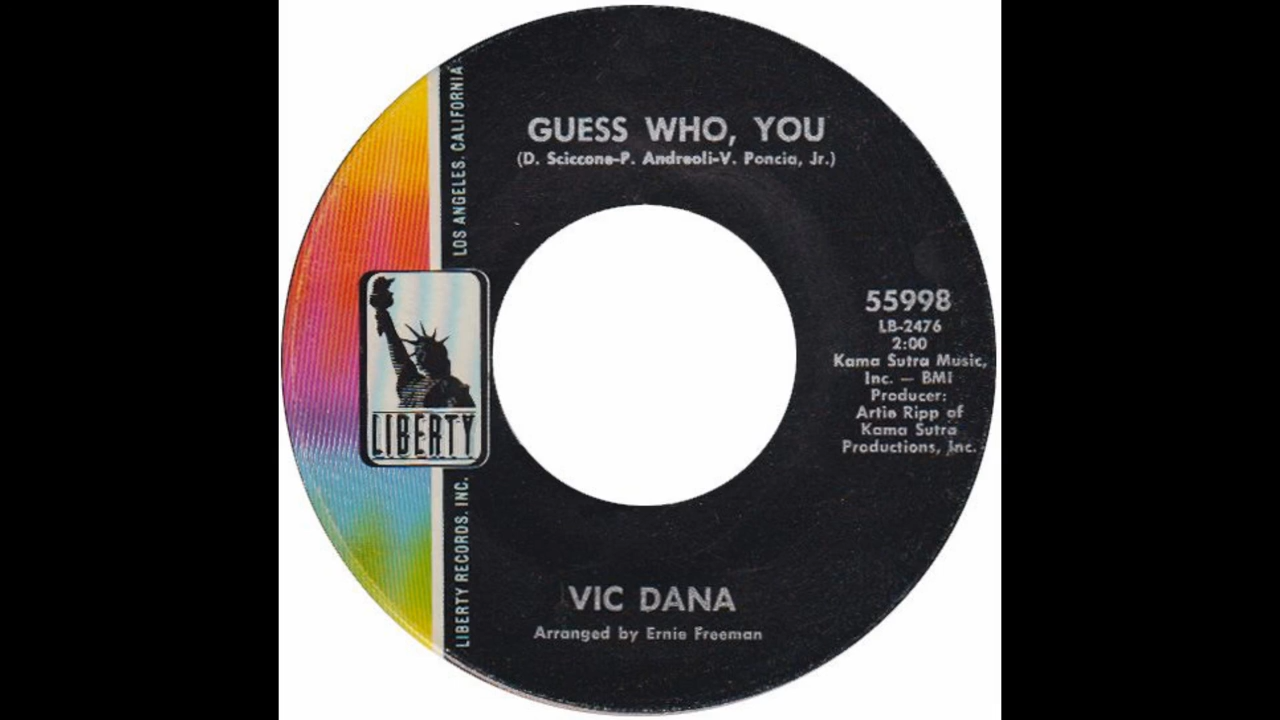 GUESS WHO, YOU
(D. Sciccone-P. Andreoli-V. Poncia, Jr.)
LOS ANGELES, CALIFORNIA
55998
LB-2476
2:00
Kama Sutra Music,
Inc. — BMI
Producer:
Artie Ripp of
Kama Sutra
Productions, Inc.
LIBERTY
LIBERTY RECORDS, INC.
VIC DANA
Arranged by Ernie Freeman